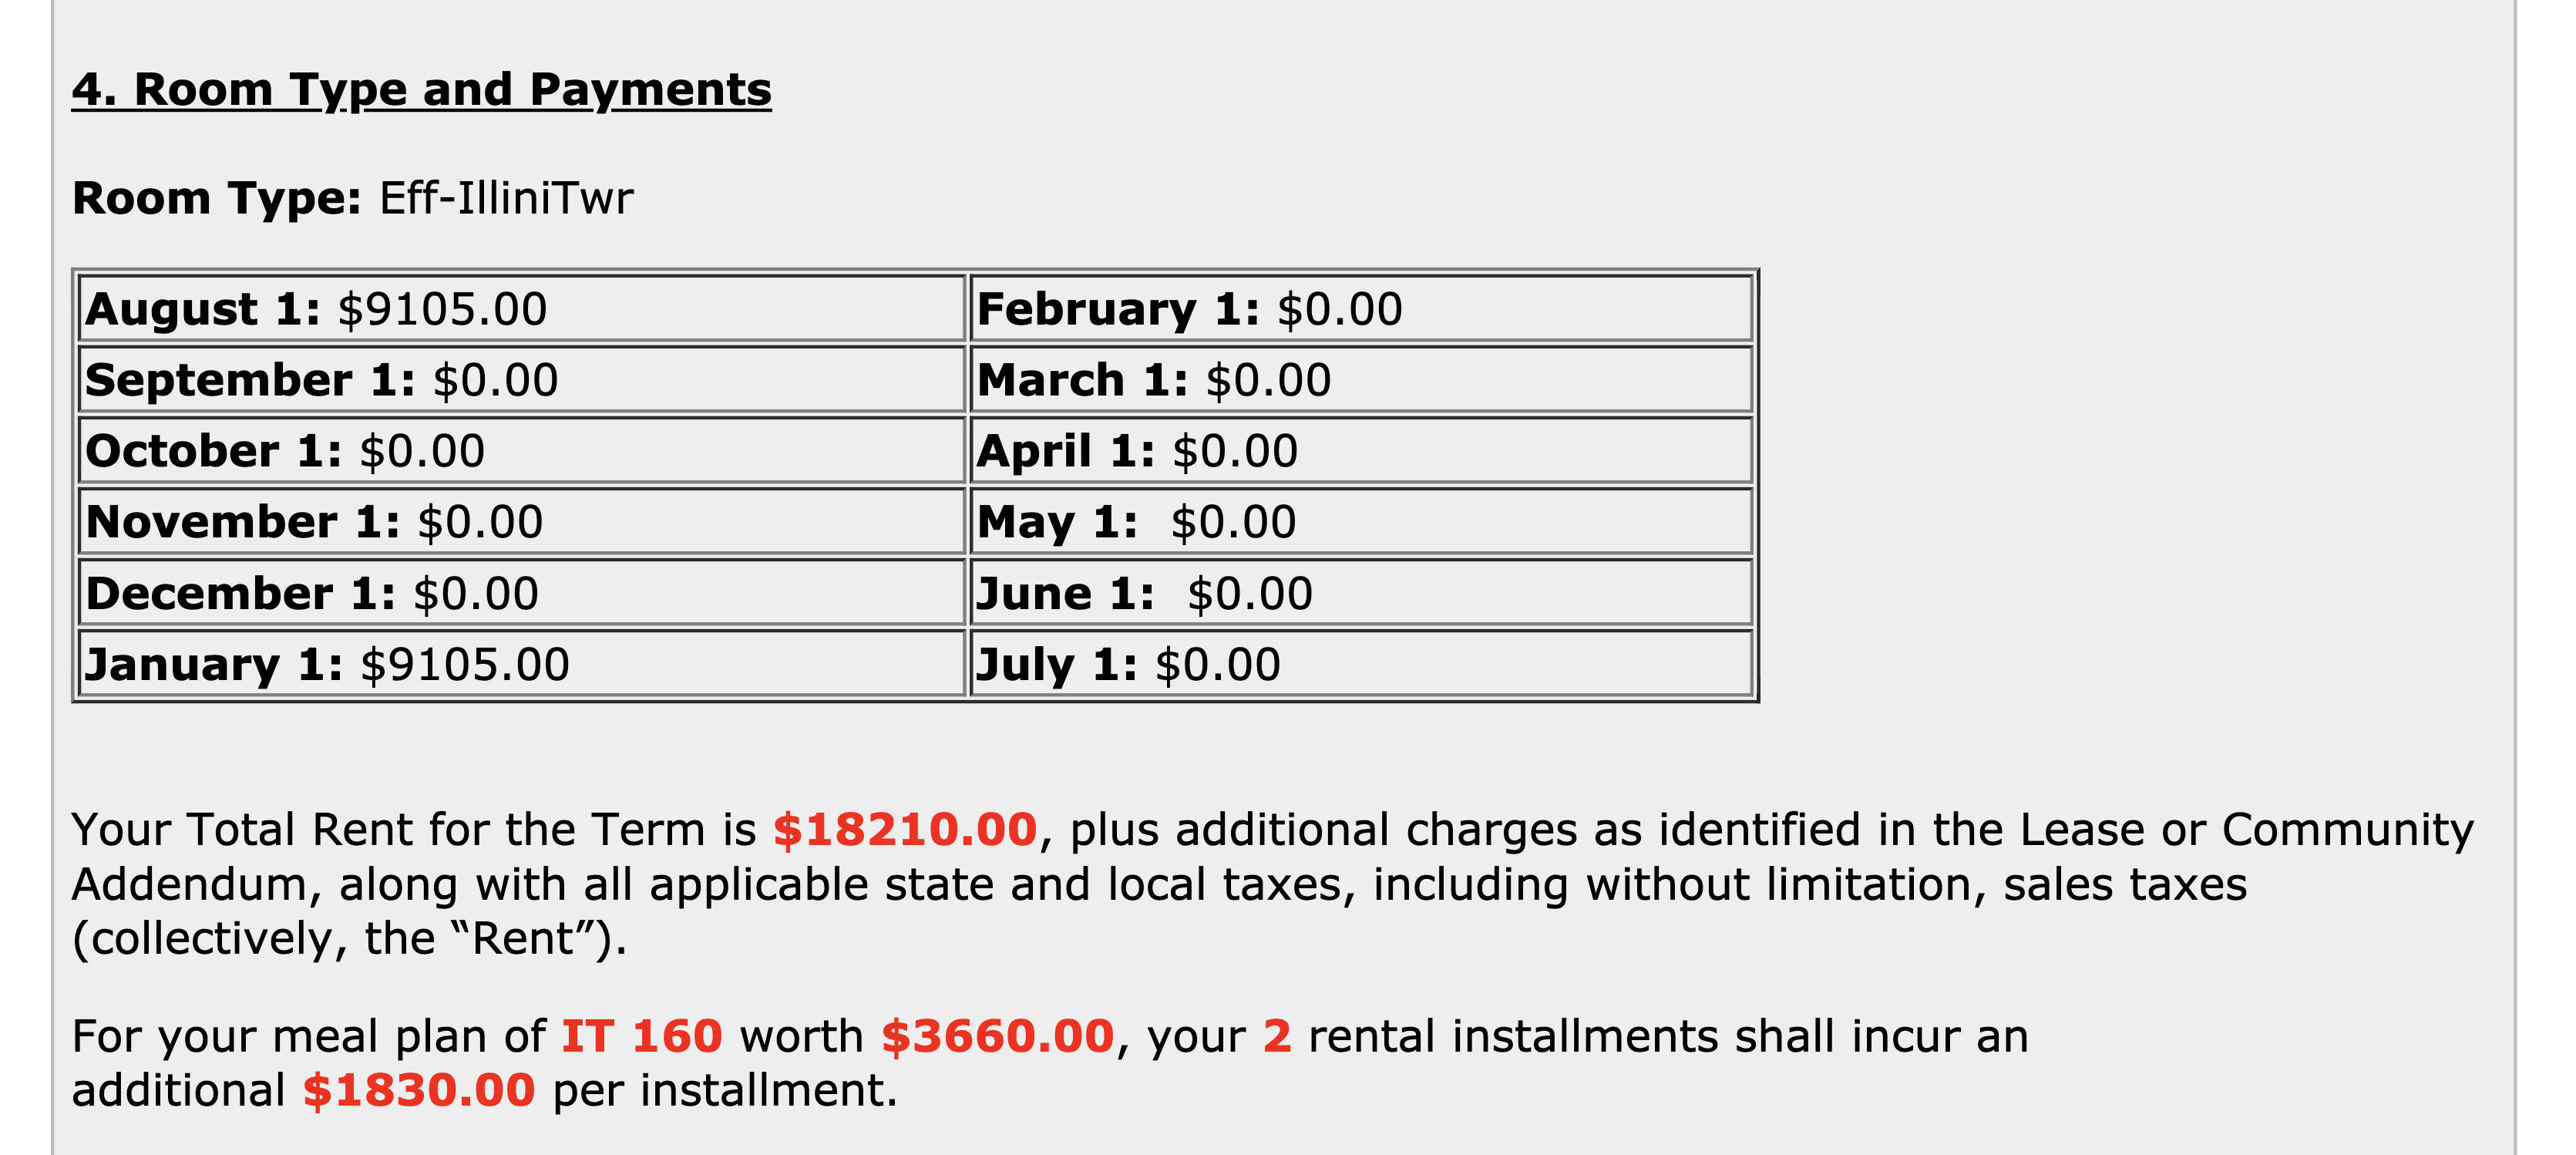 4. Room Type and Payments
Room Type: Eff-IlliniTwr
August 1: $9105.00 February 1: $0.00
September 1: $0.00 March 1: $0.00
October 1: $0.00 April 1: $0.00
November 1: $0.00 May 1: $0.00
December 1: $0.00 June 1: $0.00
January 1: $9105.00 July 1: $0.00
Your Total Rent for the Term is $18210.00, plus additional charges as identified in the Lease or Community
Addendum, along with all applicable state and local taxes, including without limitation, sales taxes
(collectively, the “Rent”).
For your meal plan of IT 160 worth $3660.00, your 2 rental installments shall incur an
additional $1830.00 per installment.